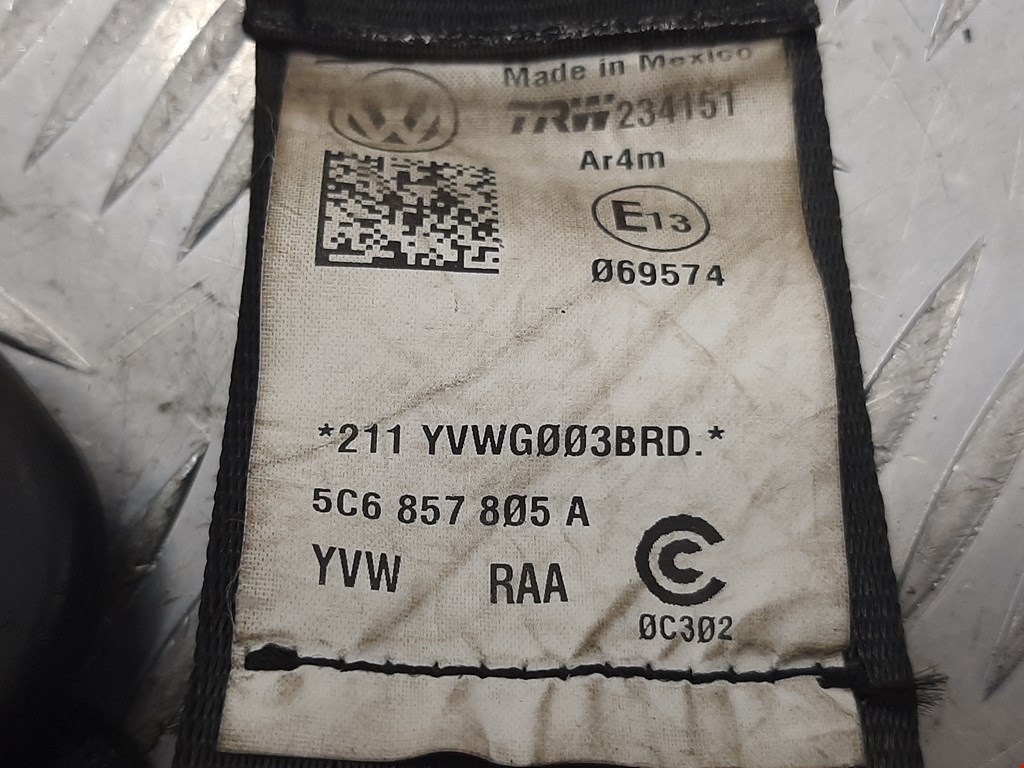 Made in Mexico
TRW 234151
Ar4m
E13
Ø69574
*211 YVWGØØ3BRD.*
5C6 857 8Ø5 A
YVW RAA
ØC3Ø2